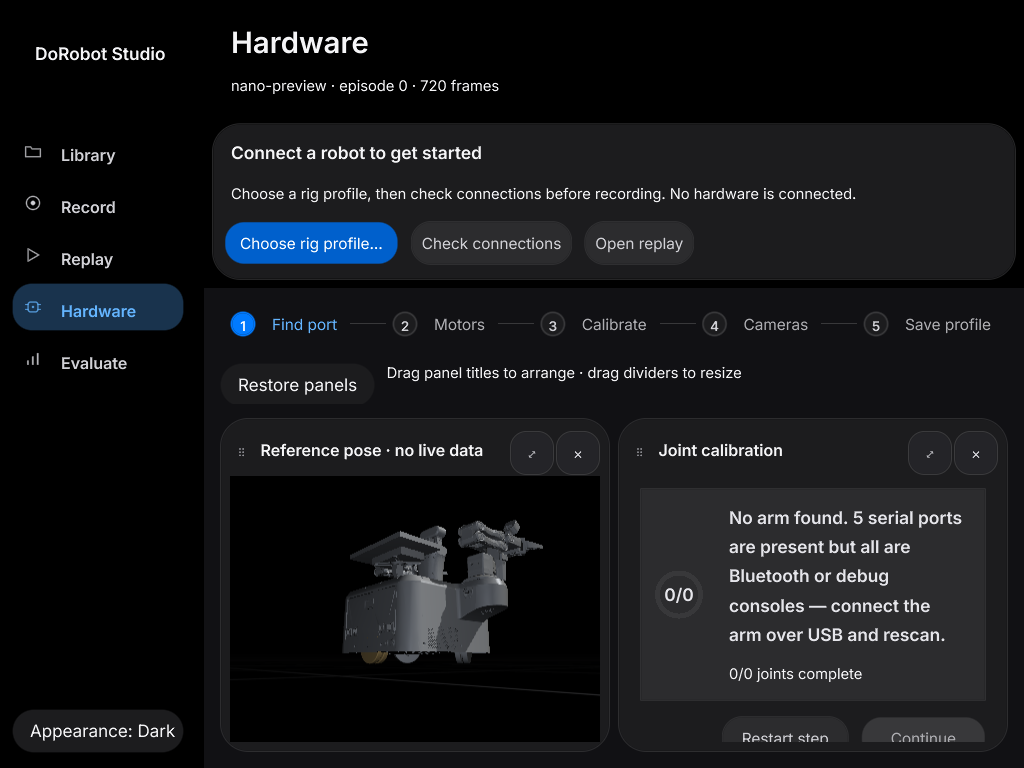 DoRobot Studio
Library
Record
Replay
Hardware
Evaluate
Appearance: Dark
Hardware
nano-preview · episode 0 · 720 frames
Connect a robot to get started
Choose a rig profile, then check connections before recording. No hardware is connected.
Choose rig profile...
Check connections
Open replay
1 Find port
2 Motors
3 Calibrate
4 Cameras
5 Save profile
Restore panels
Drag panel titles to arrange · drag dividers to resize
Reference pose · no live data
Joint calibration
0/0
No arm found. 5 serial ports
are present but all are
Bluetooth or debug
consoles — connect the
arm over USB and rescan.
0/0 joints complete
Restart step
Continue